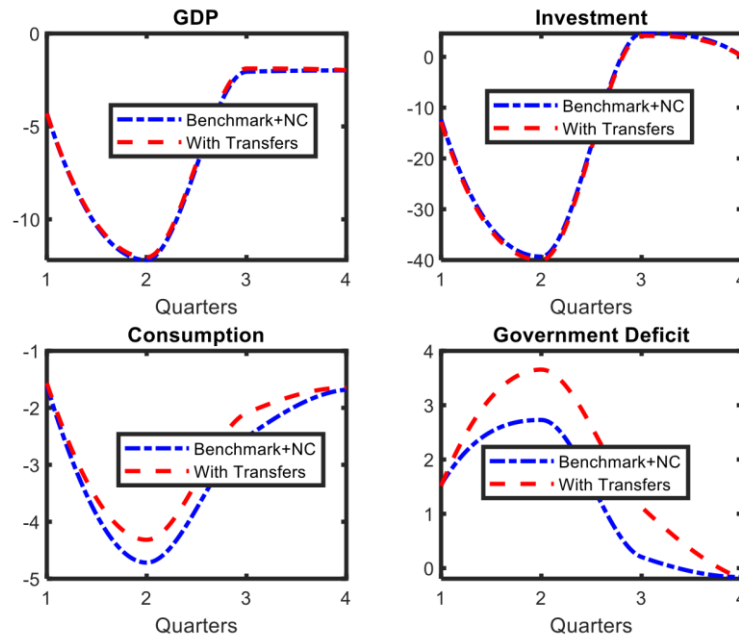 GDP
0
-5
-10
Benchmark+NC
With Transfers
1 2 3 4
Quarters
Investment
0
-10
-20
-30
-40
Benchmark+NC
With Transfers
1 2 3 4
Quarters
Consumption
-1
-2
-3
-4
-5
Benchmark+NC
With Transfers
1 2 3 4
Quarters
Government Deficit
4
3
2
1
0
Benchmark+NC
With Transfers
1 2 3 4
Quarters